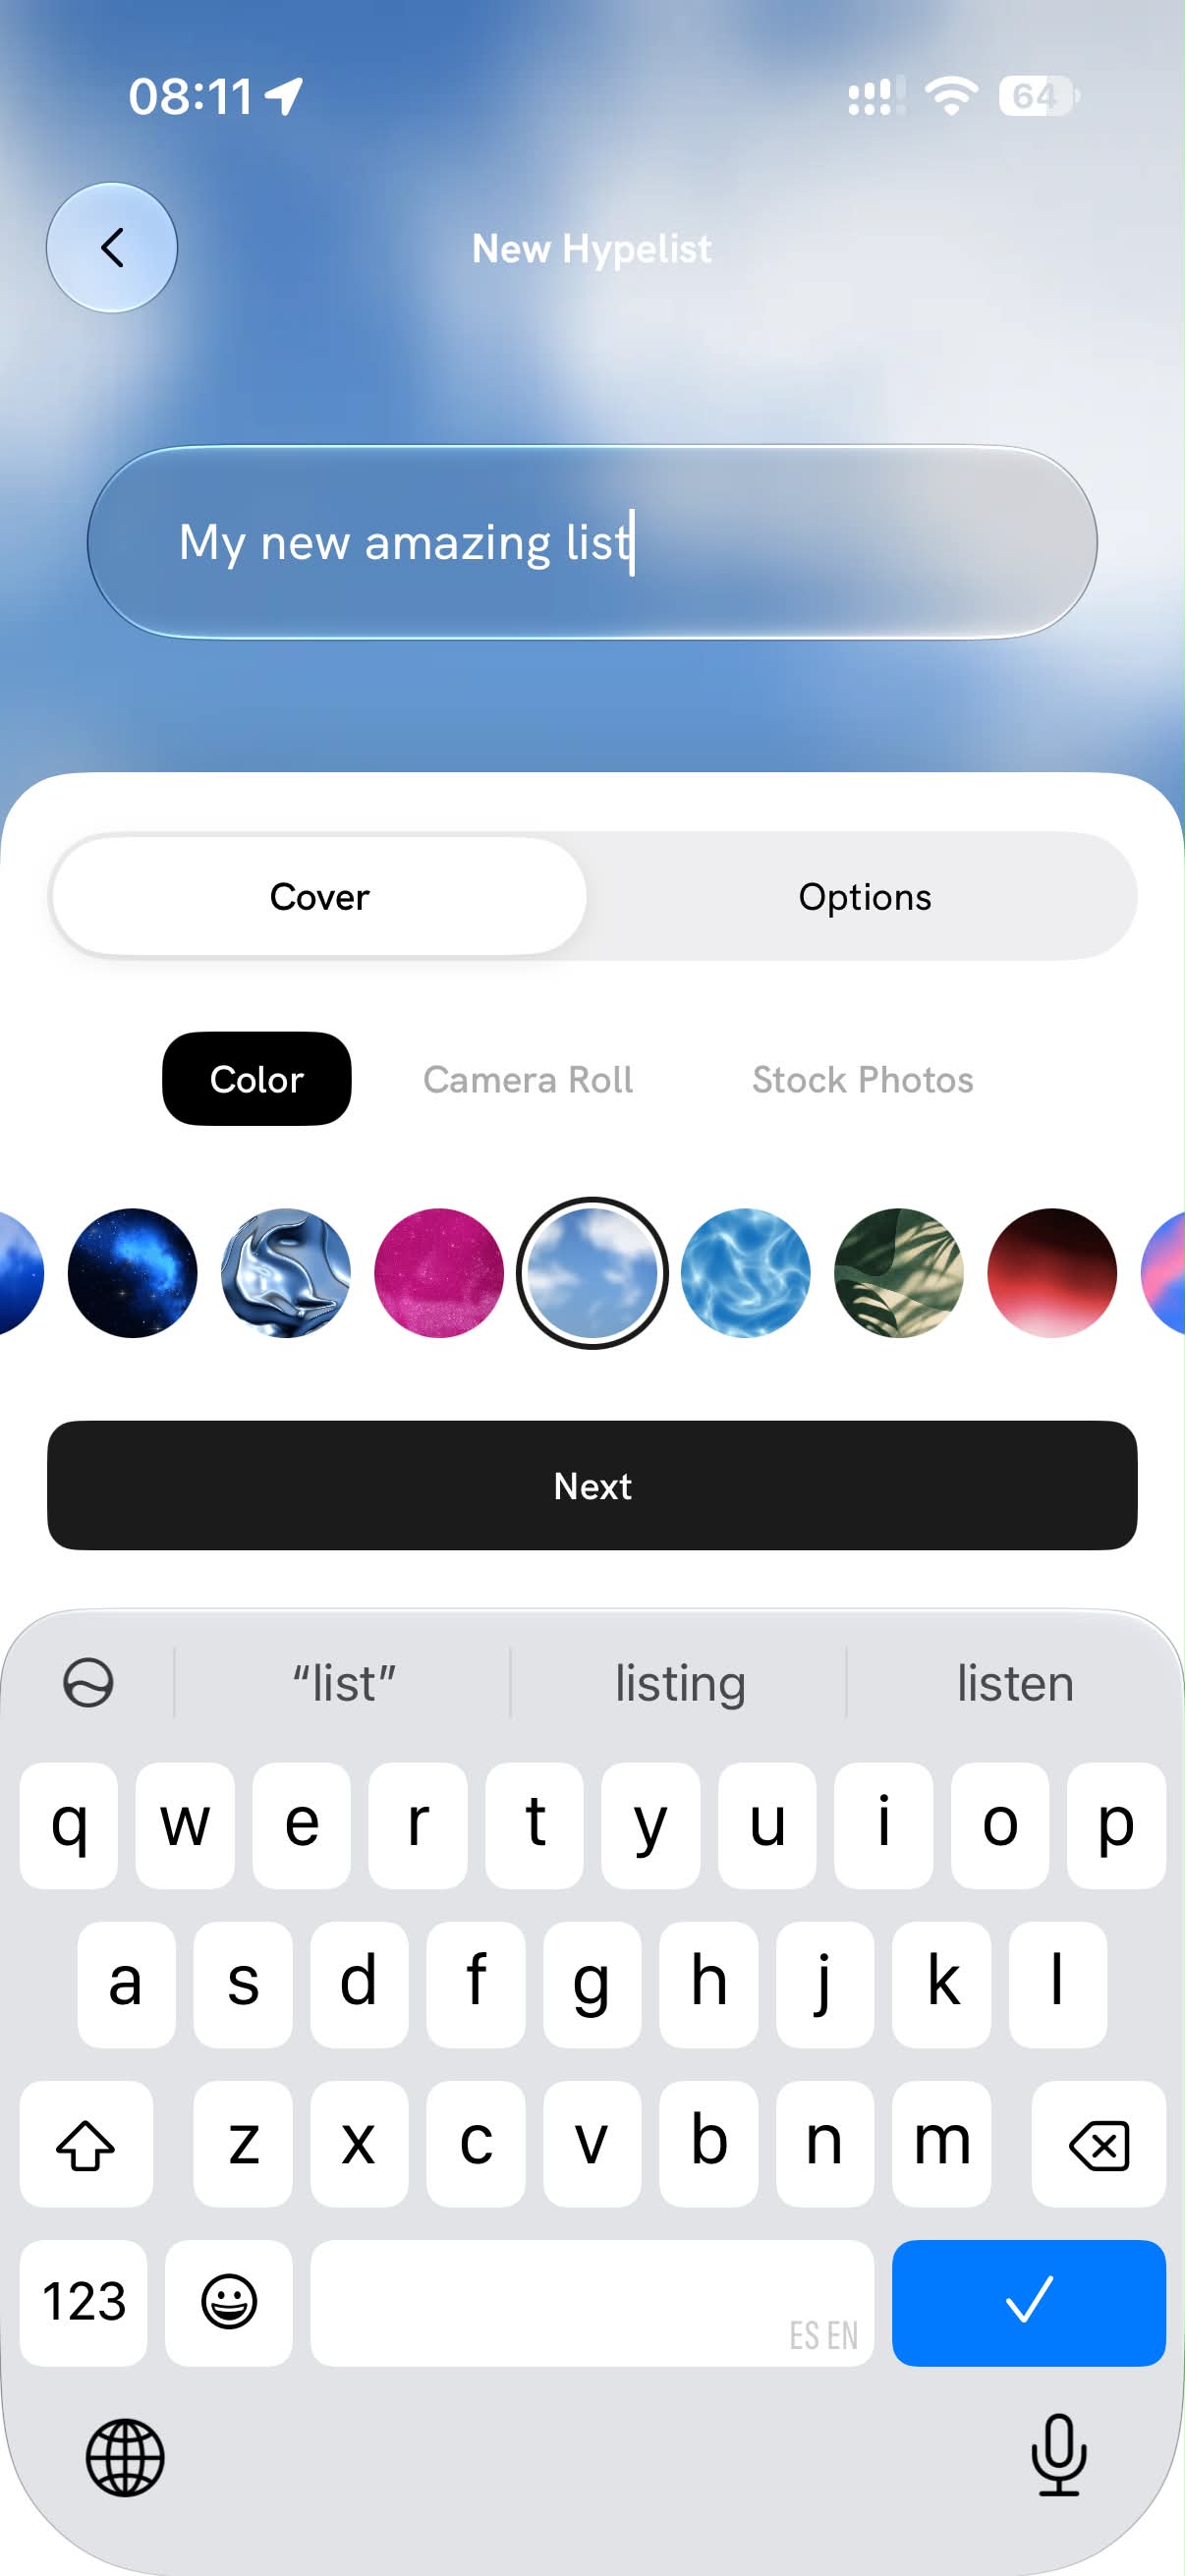 08:11
64
New Hypelist
My new amazing list
Cover Options
Color Camera Roll Stock Photos
Next
“list” listing listen
q w e r t y u i o p
a s d f g h j k l
z x c v b n m
123
ES EN